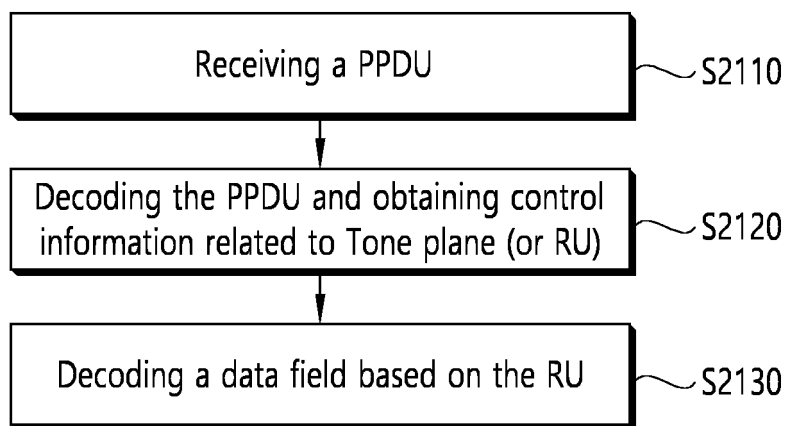 Receiving a PPDU
S2110
Decoding the PPDU and obtaining control
information related to Tone plane (or RU)
S2120
Decoding a data field based on the RU
S2130